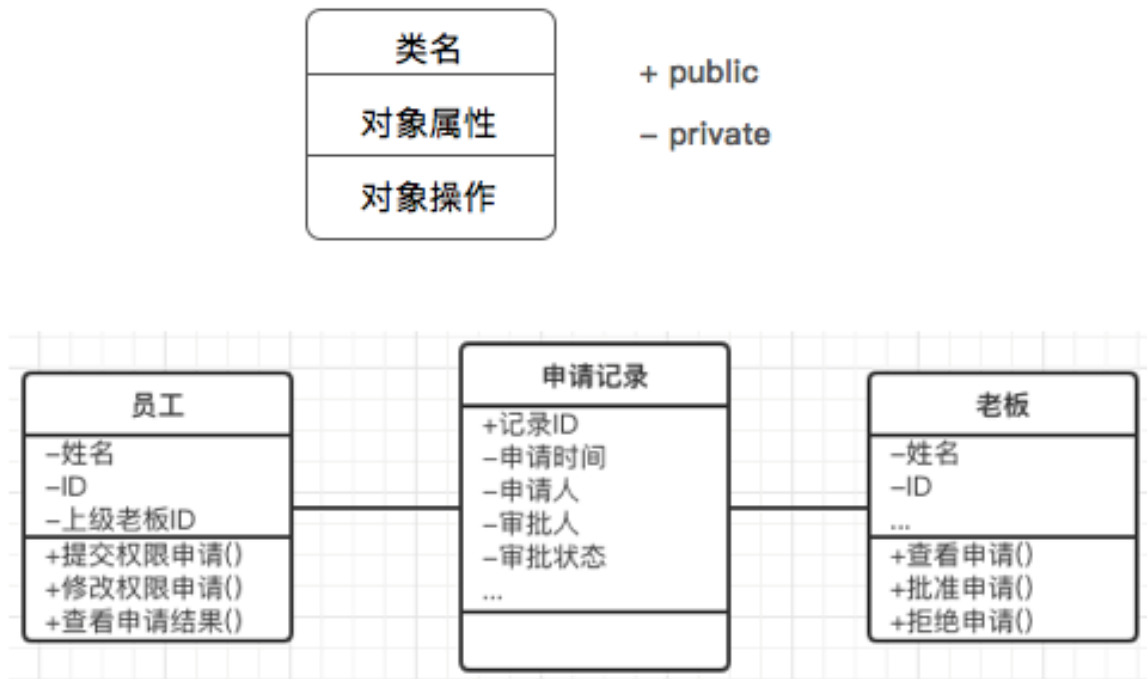 类名
对象属性
对象操作
+ public
– private
员工
–姓名
–ID
–上级老板ID
+提交权限申请()
+修改权限申请()
+查看申请结果()
申请记录
+记录ID
–申请时间
–申请人
–审批人
–审批状态
...
老板
–姓名
–ID
...
+查看申请()
+批准申请()
+拒绝申请()